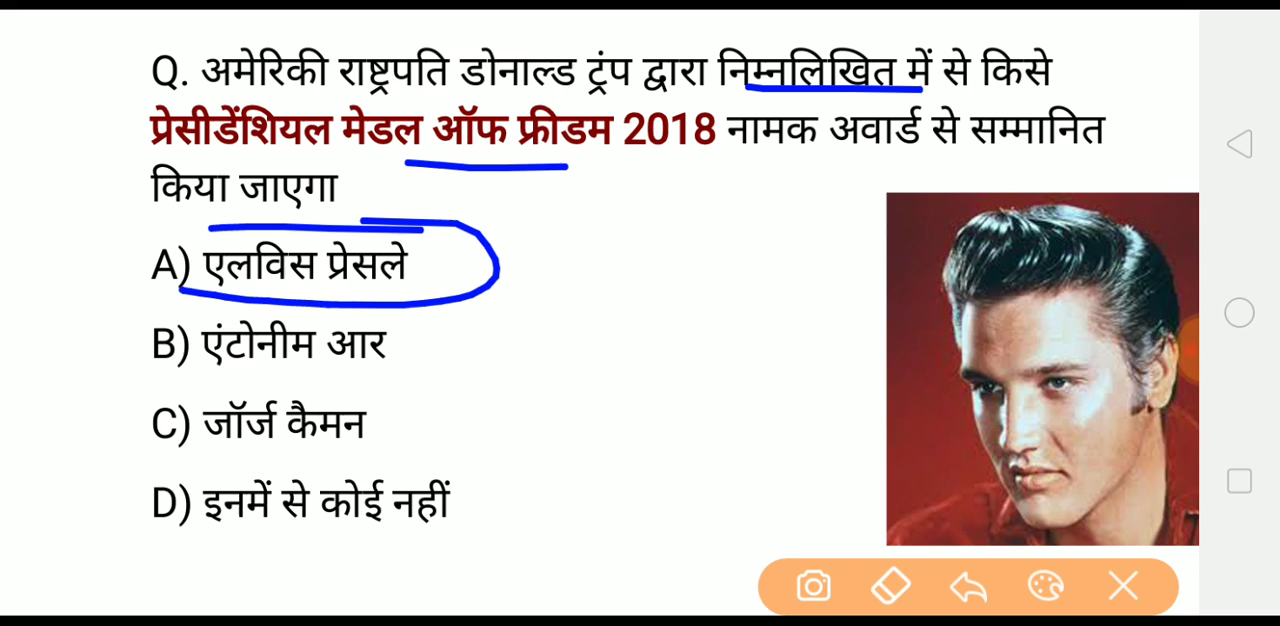 Q. अमेरिकी राष्ट्रपति डोनाल्ड ट्रंप द्वारा निम्नलिखित में से किसे
प्रेसीडेंशियल मेडल ऑफ फ्रीडम 2018 नामक अवार्ड से सम्मानित
किया जाएगा
A) एलविस प्रेसले
B) एंटोनीम आर
C) जॉर्ज कैमन
D) इनमें से कोई नहीं